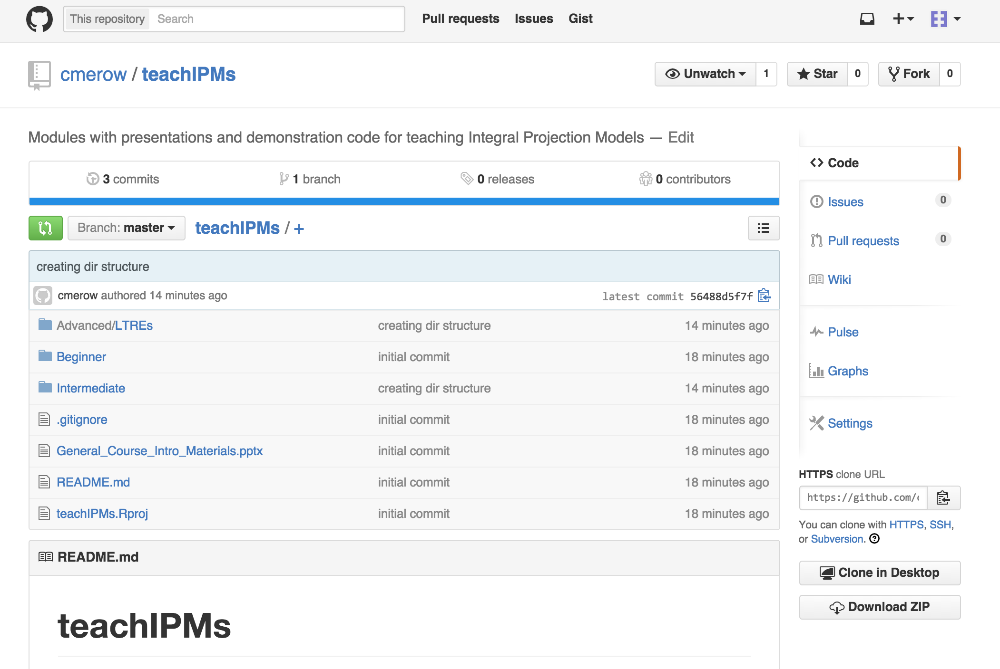 This repository Search Pull requests Issues Gist
cmerow / teachIPMs Unwatch 1 Star 0 Fork 0
Modules with presentations and demonstration code for teaching Integral Projection Models — Edit
3 commits 1 branch 0 releases 0 contributors
Branch: master teachIPMs / +
creating dir structure
cmerow authored 14 minutes ago latest commit 56488d5f7f
Advanced/LTREs creating dir structure 14 minutes ago
Beginner initial commit 18 minutes ago
Intermediate creating dir structure 14 minutes ago
.gitignore initial commit 18 minutes ago
General_Course_Intro_Materials.pptx initial commit 18 minutes ago
README.md initial commit 18 minutes ago
teachIPMs.Rproj initial commit 18 minutes ago
README.md
teachIPMs
Code
Issues 0
Pull requests 0
Wiki
Pulse
Graphs
Settings
HTTPS clone URL
https://github.com/
You can clone with HTTPS, SSH,
or Subversion.
Clone in Desktop
Download ZIP